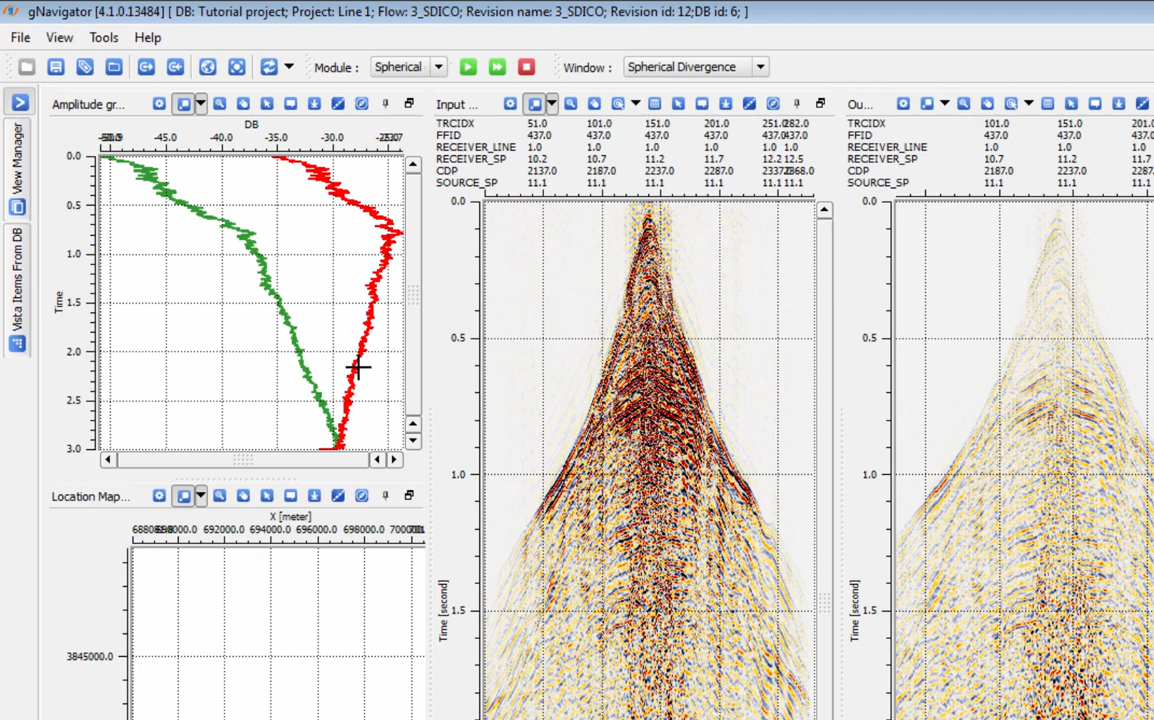 gNavigator [4.1.0.13484] [ DB: Tutorial project; Project: Line 1; Flow: 3_SDICO; Revision name: 3_SDICO; Revision id: 12;DB id: 6; ]
File View Tools Help
Module : Spherical Window : Spherical Divergence
View Manager
Vista Items From DB
Amplitude gr...
DB
-45.0 -40.0 -35.0 -30.0
Time
0.0
0.5
1.0
1.5
2.0
2.5
3.0
Location Map...
X [meter]
692000.0 694000.0 696000.0 698000.0
3845000.0
Input ...
TRCIDX 51.0 101.0 151.0 201.0
FFID 437.0 437.0 437.0 437.0
RECEIVER_LINE 1.0 1.0 1.0 1.0 1.0 1.0
RECEIVER_SP 10.2 10.7 11.2 11.7 12.2 12.5
CDP 2137.0 2187.0 2237.0 2287.0
SOURCE_SP 11.1 11.1 11.1 11.1 11.1 11.1
0.0
0.5
1.0
1.5
Time [second]
Ou...
TRCIDX 101.0 151.0 201.0
FFID 437.0 437.0 437.0
RECEIVER_LINE 1.0 1.0 1.0
RECEIVER_SP 10.7 11.2 11.7
CDP 2187.0 2237.0 2287.
SOURCE_SP 11.1 11.1 11.1
0.0
0.5
1.0
1.5
Time [second]